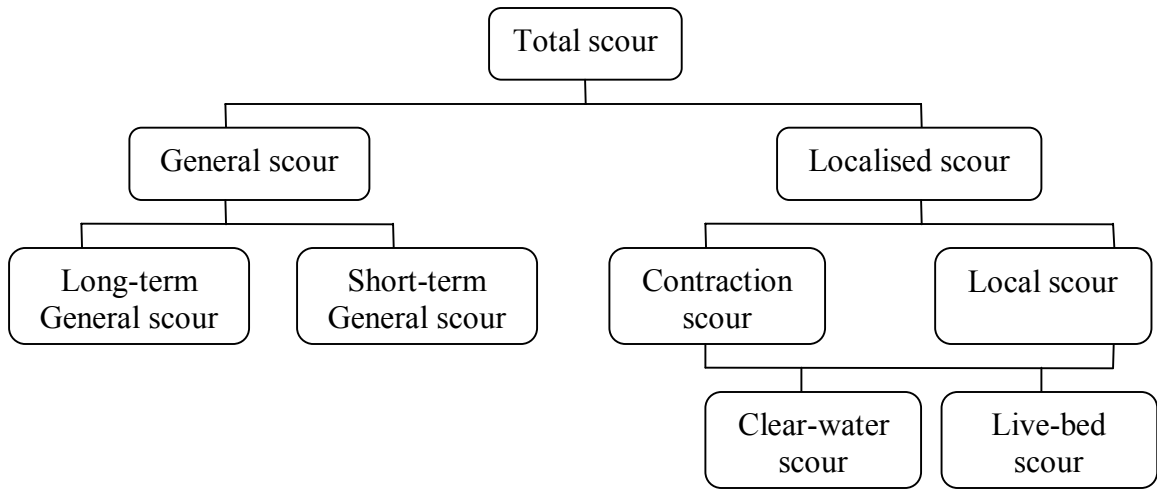 Total scour
General scour
Localised scour
Long-term
General scour
Short-term
General scour
Contraction
scour
Local scour
Clear-water
scour
Live-bed
scour